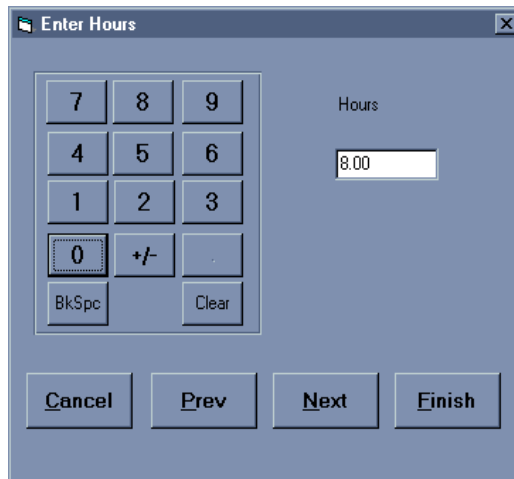 Enter Hours
7 8 9
Hours
4 5 6
8.00
1 2 3
0 +/- .
BkSpc Clear
Cancel Prev Next Finish